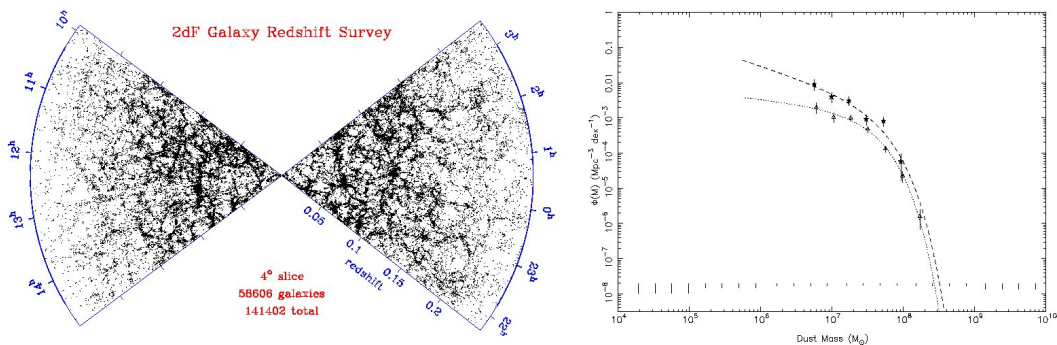 2dF Galaxy Redshift Survey
10ʰ
11ʰ
12ʰ
13ʰ
14ʰ
3ʰ
2ʰ
1ʰ
0ʰ
23ʰ
22ʰ
0.05
0.1
0.15
0.2
redshift
4° slice
58606 galaxies
141402 total
Φ(M) (Mpc⁻³ dex⁻¹)
1
0.1
0.01
10⁻³
10⁻⁴
10⁻⁵
10⁻⁶
10⁻⁷
10⁻⁸
10⁴
10⁵
10⁶
10⁷
10⁸
10⁹
10¹⁰
Dust Mass (M⊙)